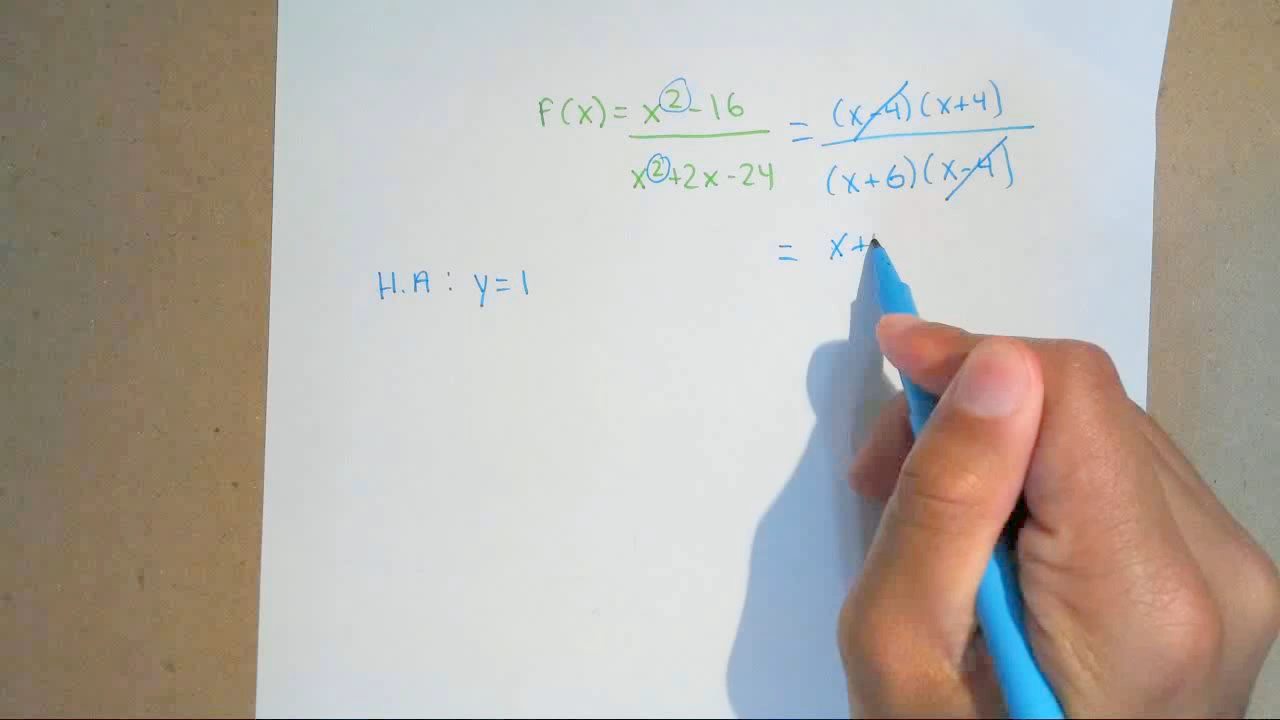 F(x) = x²-16 / x²+2x-24 = (x-4)(x+4) / (x+6)(x-4)
= x+
H.A : y=1